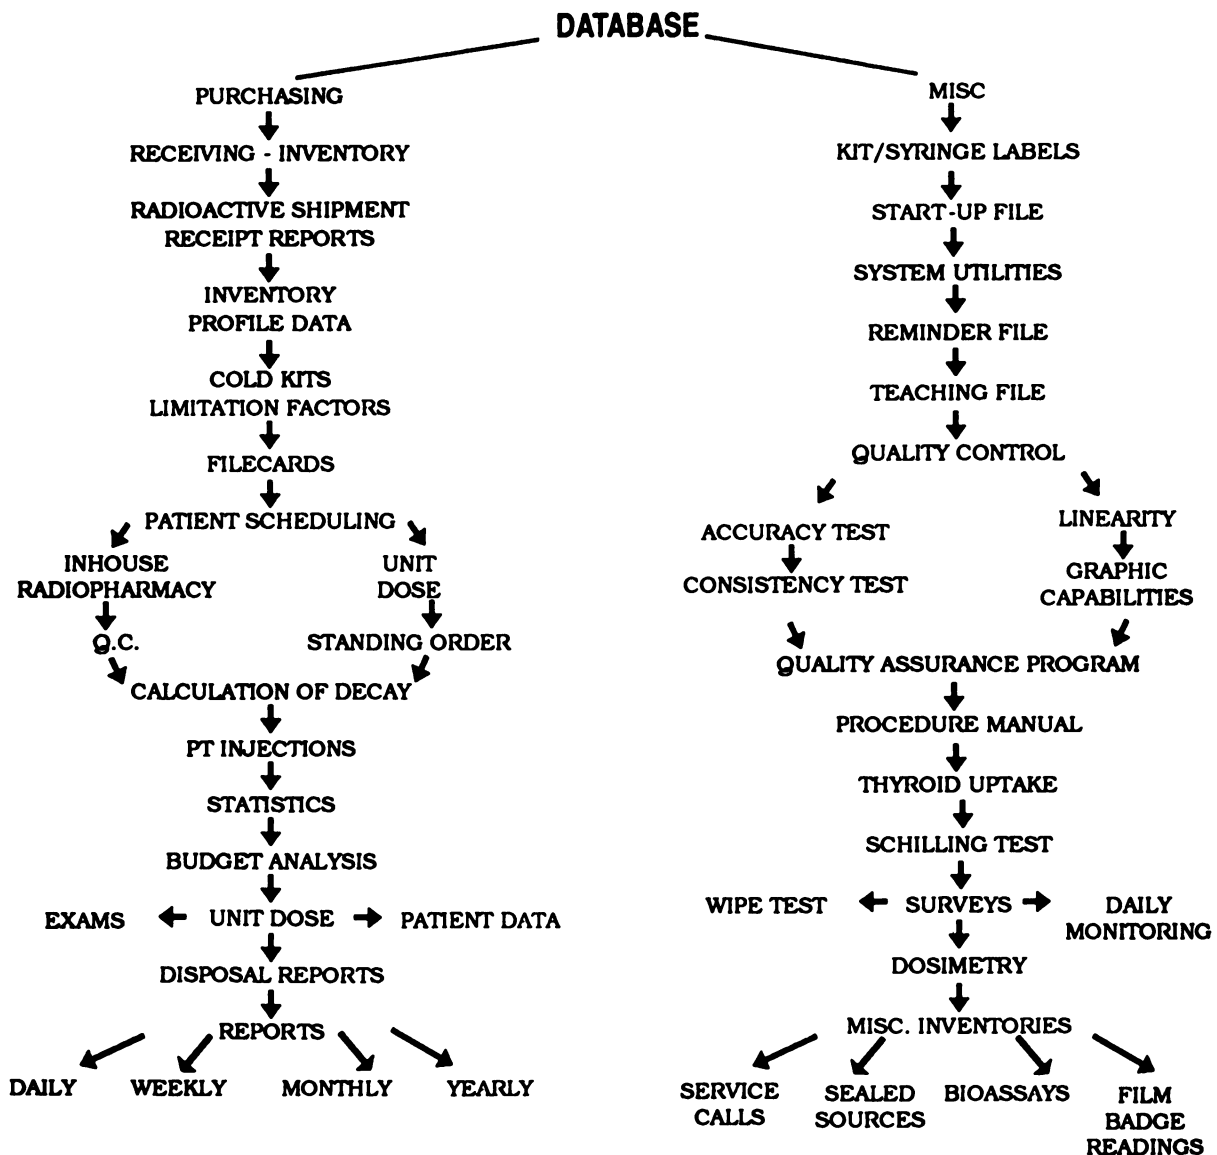 DATABASE
PURCHASING
RECEIVING - INVENTORY
RADIOACTIVE SHIPMENT
RECEIPT REPORTS
INVENTORY
PROFILE DATA
COLD KITS
LIMITATION FACTORS
FILECARDS
PATIENT SCHEDULING
INHOUSE
RADIOPHARMACY
UNIT
DOSE
Q.C.
STANDING ORDER
CALCULATION OF DECAY
PT INJECTIONS
STATISTICS
BUDGET ANALYSIS
EXAMS
UNIT DOSE
PATIENT DATA
DISPOSAL REPORTS
REPORTS
DAILY
WEEKLY
MONTHLY
YEARLY
MISC
KIT/SYRINGE LABELS
START-UP FILE
SYSTEM UTILITIES
REMINDER FILE
TEACHING FILE
QUALITY CONTROL
ACCURACY TEST
CONSISTENCY TEST
LINEARITY
GRAPHIC
CAPABILITIES
QUALITY ASSURANCE PROGRAM
PROCEDURE MANUAL
THYROID UPTAKE
SCHILLING TEST
WIPE TEST
SURVEYS
DAILY
MONITORING
DOSIMETRY
MISC. INVENTORIES
SERVICE
CALLS
SEALED
SOURCES
BIOASSAYS
FILM
BADGE
READINGS